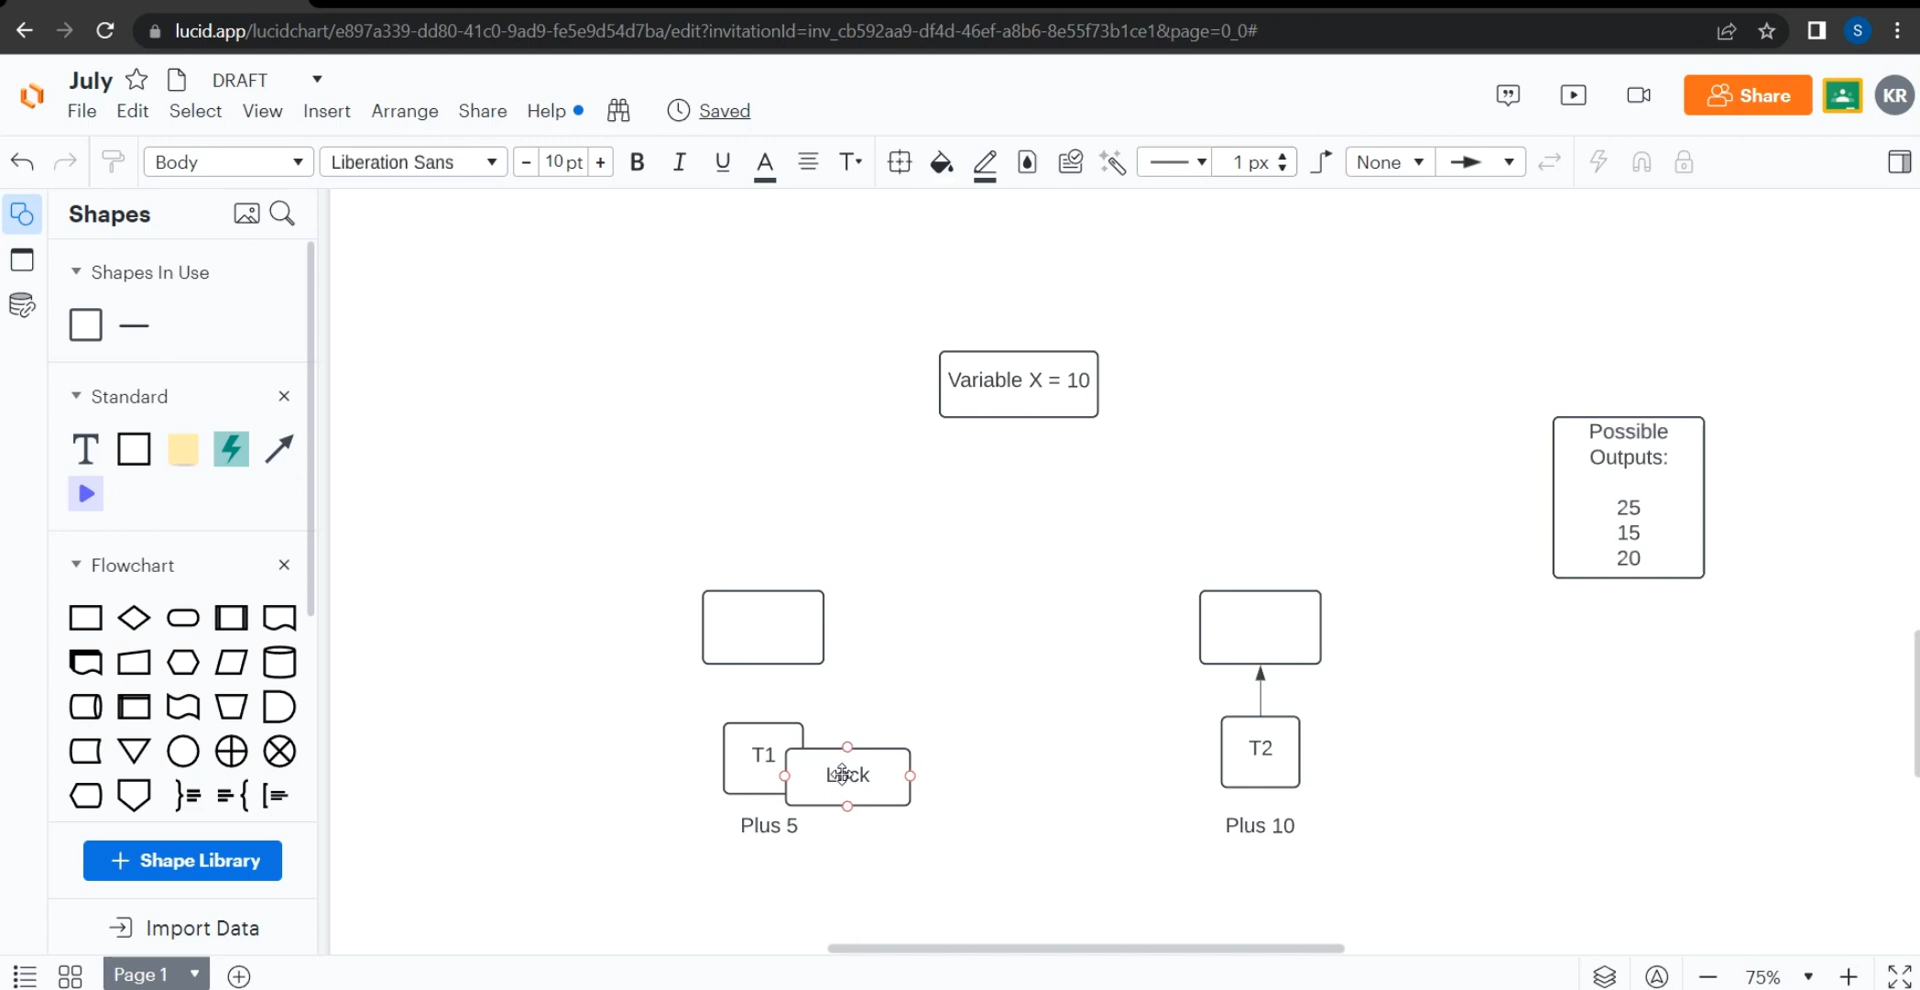 lucid.app/lucidchart/e897a339-dd80-41c0-9ad9-fe5e9d54d7ba/edit?invitationId=inv_cb592aa9-df4d-46ef-a8b6-8e55f73b1ce1&page=0_0#
S
July
DRAFT
File Edit Select View Insert Arrange Share Help
Saved
Share
KR
Body
Liberation Sans
- 10 pt +
B I U A T
1 px
None
Shapes
Shapes In Use
Standard
T
Flowchart
+ Shape Library
Import Data
Variable X = 10
Possible
Outputs:
25
15
20
T1
Lock
Plus 5
T2
Plus 10
Page 1
75%